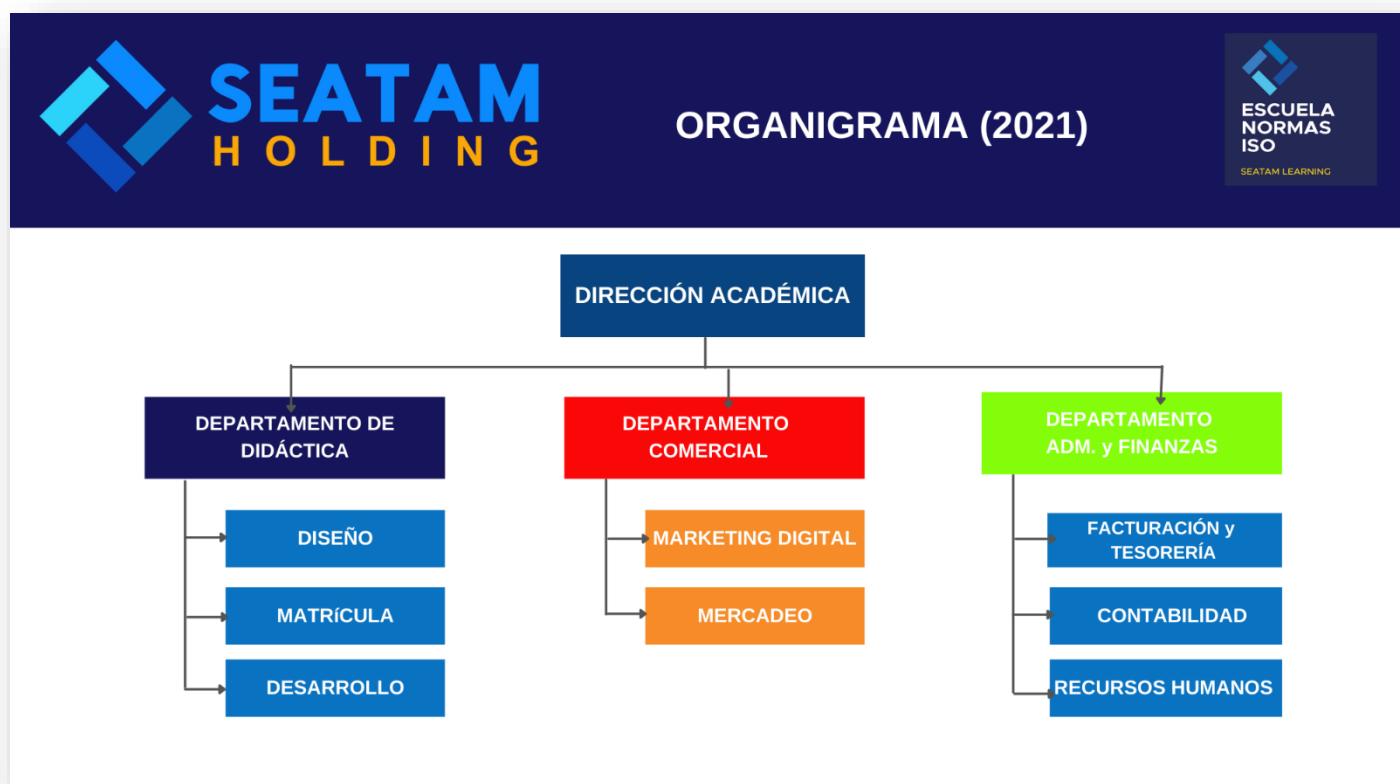 SEATAM
HOLDING
ORGANIGRAMA (2021)
ESCUELA
NORMAS
ISO
SEATAM LEARNING
DIRECCIÓN ACADÉMICA
DEPARTAMENTO DE
DIDÁCTICA
DISEÑO
MATRíCULA
DESARROLLO
DEPARTAMENTO
COMERCIAL
MARKETING DIGITAL
MERCADEO
DEPARTAMENTO
ADM. y FINANZAS
FACTURACIÓN y
TESORERÍA
CONTABILIDAD
RECURSOS HUMANOS